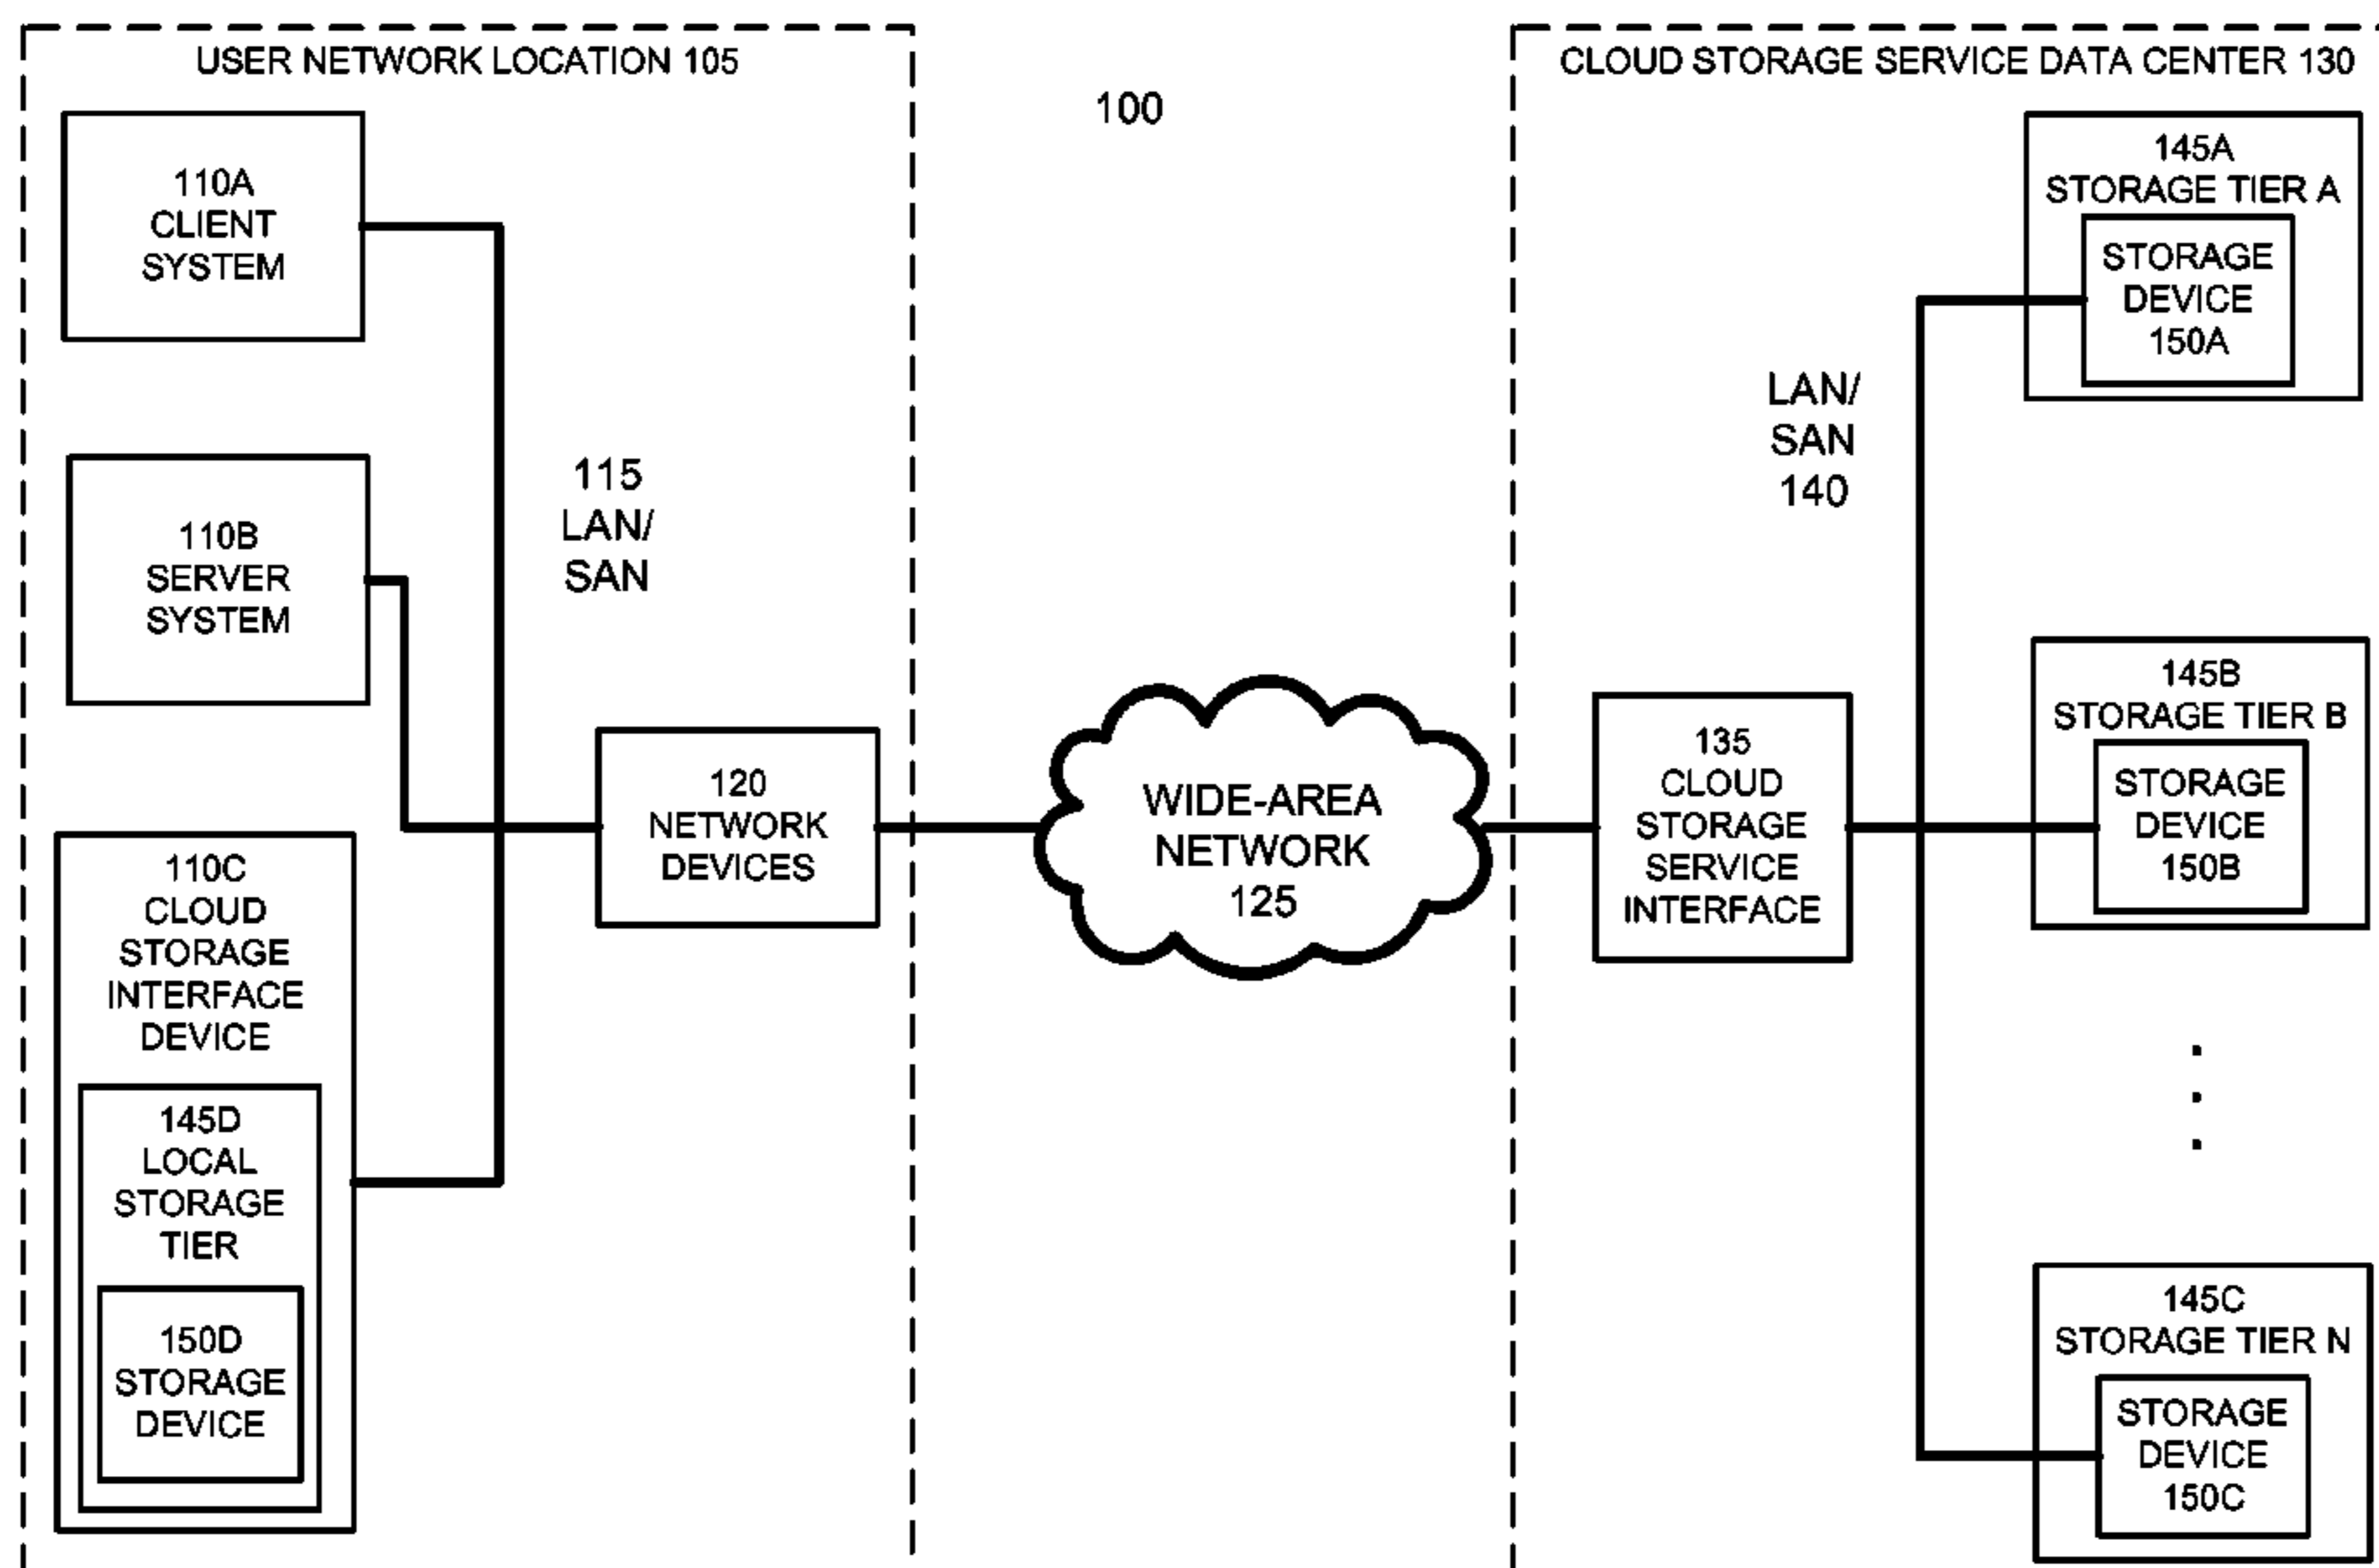 USER NETWORK LOCATION 105
110A
CLIENT
SYSTEM
110B
SERVER
SYSTEM
115
LAN/
SAN
110C
CLOUD
STORAGE
INTERFACE
DEVICE
145D
LOCAL
STORAGE
TIER
150D
STORAGE
DEVICE
120
NETWORK
DEVICES
100
WIDE-AREA
NETWORK
125
CLOUD STORAGE SERVICE DATA CENTER 130
135
CLOUD
STORAGE
SERVICE
INTERFACE
LAN/
SAN
140
145A
STORAGE TIER A
STORAGE
DEVICE
150A
145B
STORAGE TIER B
STORAGE
DEVICE
150B
145C
STORAGE TIER N
STORAGE
DEVICE
150C